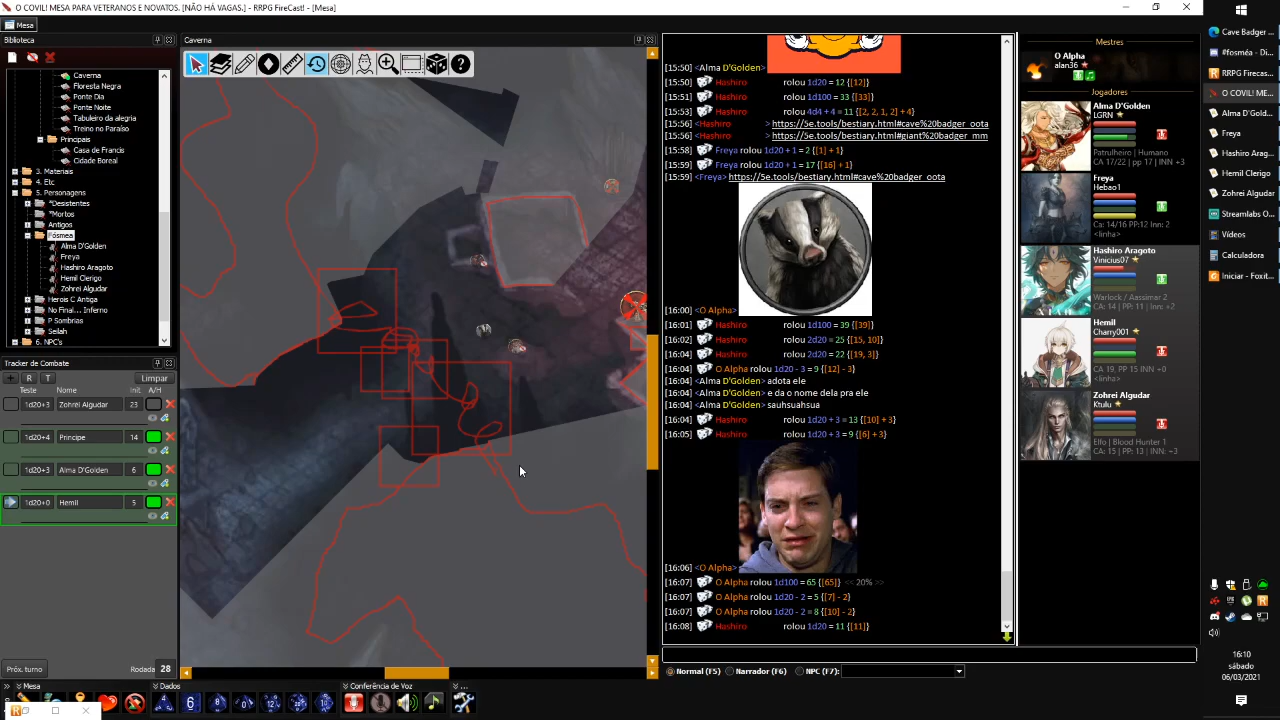 O COVIL! MESA PARA VETERANOS E NOVATOS. [NÃO HÁ VAGAS.] - RRPG FireCast! - [Mesa]
Mesa
Biblioteca
Caverna
Floresta Negra
Ponte Dia
Ponte Noite
Tabuleiro da alegria
Treino no Paraíso
Principais
Casa de Francis
Cidade Boreal
3. Materiais
4. Etc
5. Personagens
*Desistentes
*Mortos
Antigos
Fósmea
Alma D'Golden
Freya
Hashiro Aragoto
Hemil Clerigo
Zohrei Algudar
Herois C Antiga
No Final... Inferno
P Sombrias
Selah
6. NPC's
Tracker de Combate
+ R T Limpar
Teste Nome Init. A/H
1d20+3 Zohrei Algudar 23
1d20+4 Principe 14
1d20+3 Alma D'Golden 6
1d20+0 Hemil 5
Próx. turno Rodada 28
Caverna
[15:50] <Alma D'Golden>
[15:50] Hashiro rolou 1d20 = 12 {[12]}
[15:51] Hashiro rolou 1d100 = 33 {[33]}
[15:53] Hashiro rolou 4d4 + 4 = 11 {[2, 2, 1, 2] + 4}
[15:56] <Hashiro > https://5e.tools/bestiary.html#cave%20badger_oota
[15:56] <Hashiro > https://5e.tools/bestiary.html#giant%20badger_mm
[15:58] Freya rolou 1d20 + 1 = 2 {[1] + 1}
[15:59] Freya rolou 1d20 + 1 = 17 {[16] + 1}
[15:59] <Freya> https://5e.tools/bestiary.html#cave%20badger_oota
[16:00] <O Alpha>
[16:01] Hashiro rolou 1d100 = 39 {[39]}
[16:04] Hashiro rolou 2d20 = 25 {[15, 10]}
[16:04] Hashiro rolou 2d20 = 22 {[19, 3]}
[16:04] O Alpha rolou 1d20 - 3 = 9 {[12] - 3}
[16:04] <Alma D'Golden> adota ele
[16:04] <Alma D'Golden> e da o nome dela pra ele
[16:04] <Alma D'Golden> sauhsuahsua
[16:04] Hashiro rolou 1d20 + 3 = 13 {[10] + 3}
[16:05] Hashiro rolou 1d20 + 3 = 9 {[6] + 3}
[16:06] <O Alpha>
[16:07] O Alpha rolou 1d100 = 65 {[65]} << 20% >>
[16:07] O Alpha rolou 1d20 - 2 = 5 {[7] - 2}
[16:07] O Alpha rolou 1d20 - 2 = 8 {[10] - 2}
[16:08] Hashiro rolou 1d20 = 11 {[11]}
Normal (F5) Narrador (F6) NPC (F7):
Mesa Dados Conferência de Voz ...
Mestres
O Alpha
alan36
Jogadores
Alma D'Golden
LGRN
Patrulheiro | Humano
CA 17/22 | pp 17 | INN +3
Freya
Hebao1
Ca: 14/16 PP:12 Inn: 2
<linha>
Hashiro Aragoto
Vinicius07
Warlock / Aasimar 2
CA: 14 | PP: 11 | Inn: +2
Hemil
Charry001
CA 19, PP 15 INN +0
<linha>
Zohrei Algudar
Ktulu
Elfo | Blood Hunter 1
CA: 15 | PP: 13 | INN: +3
Cave Badger ...
#fosméa - Disc...
RRPG Firecas...
O COVIL! ME...
Alma D'Gold...
Freya
Hashiro Arag...
Hemil Clerigo
Zohrei Algudar
Streamlabs O...
Vídeos
Calculadora
Iniciar - Foxit...
16:10
sábado
06/03/2021